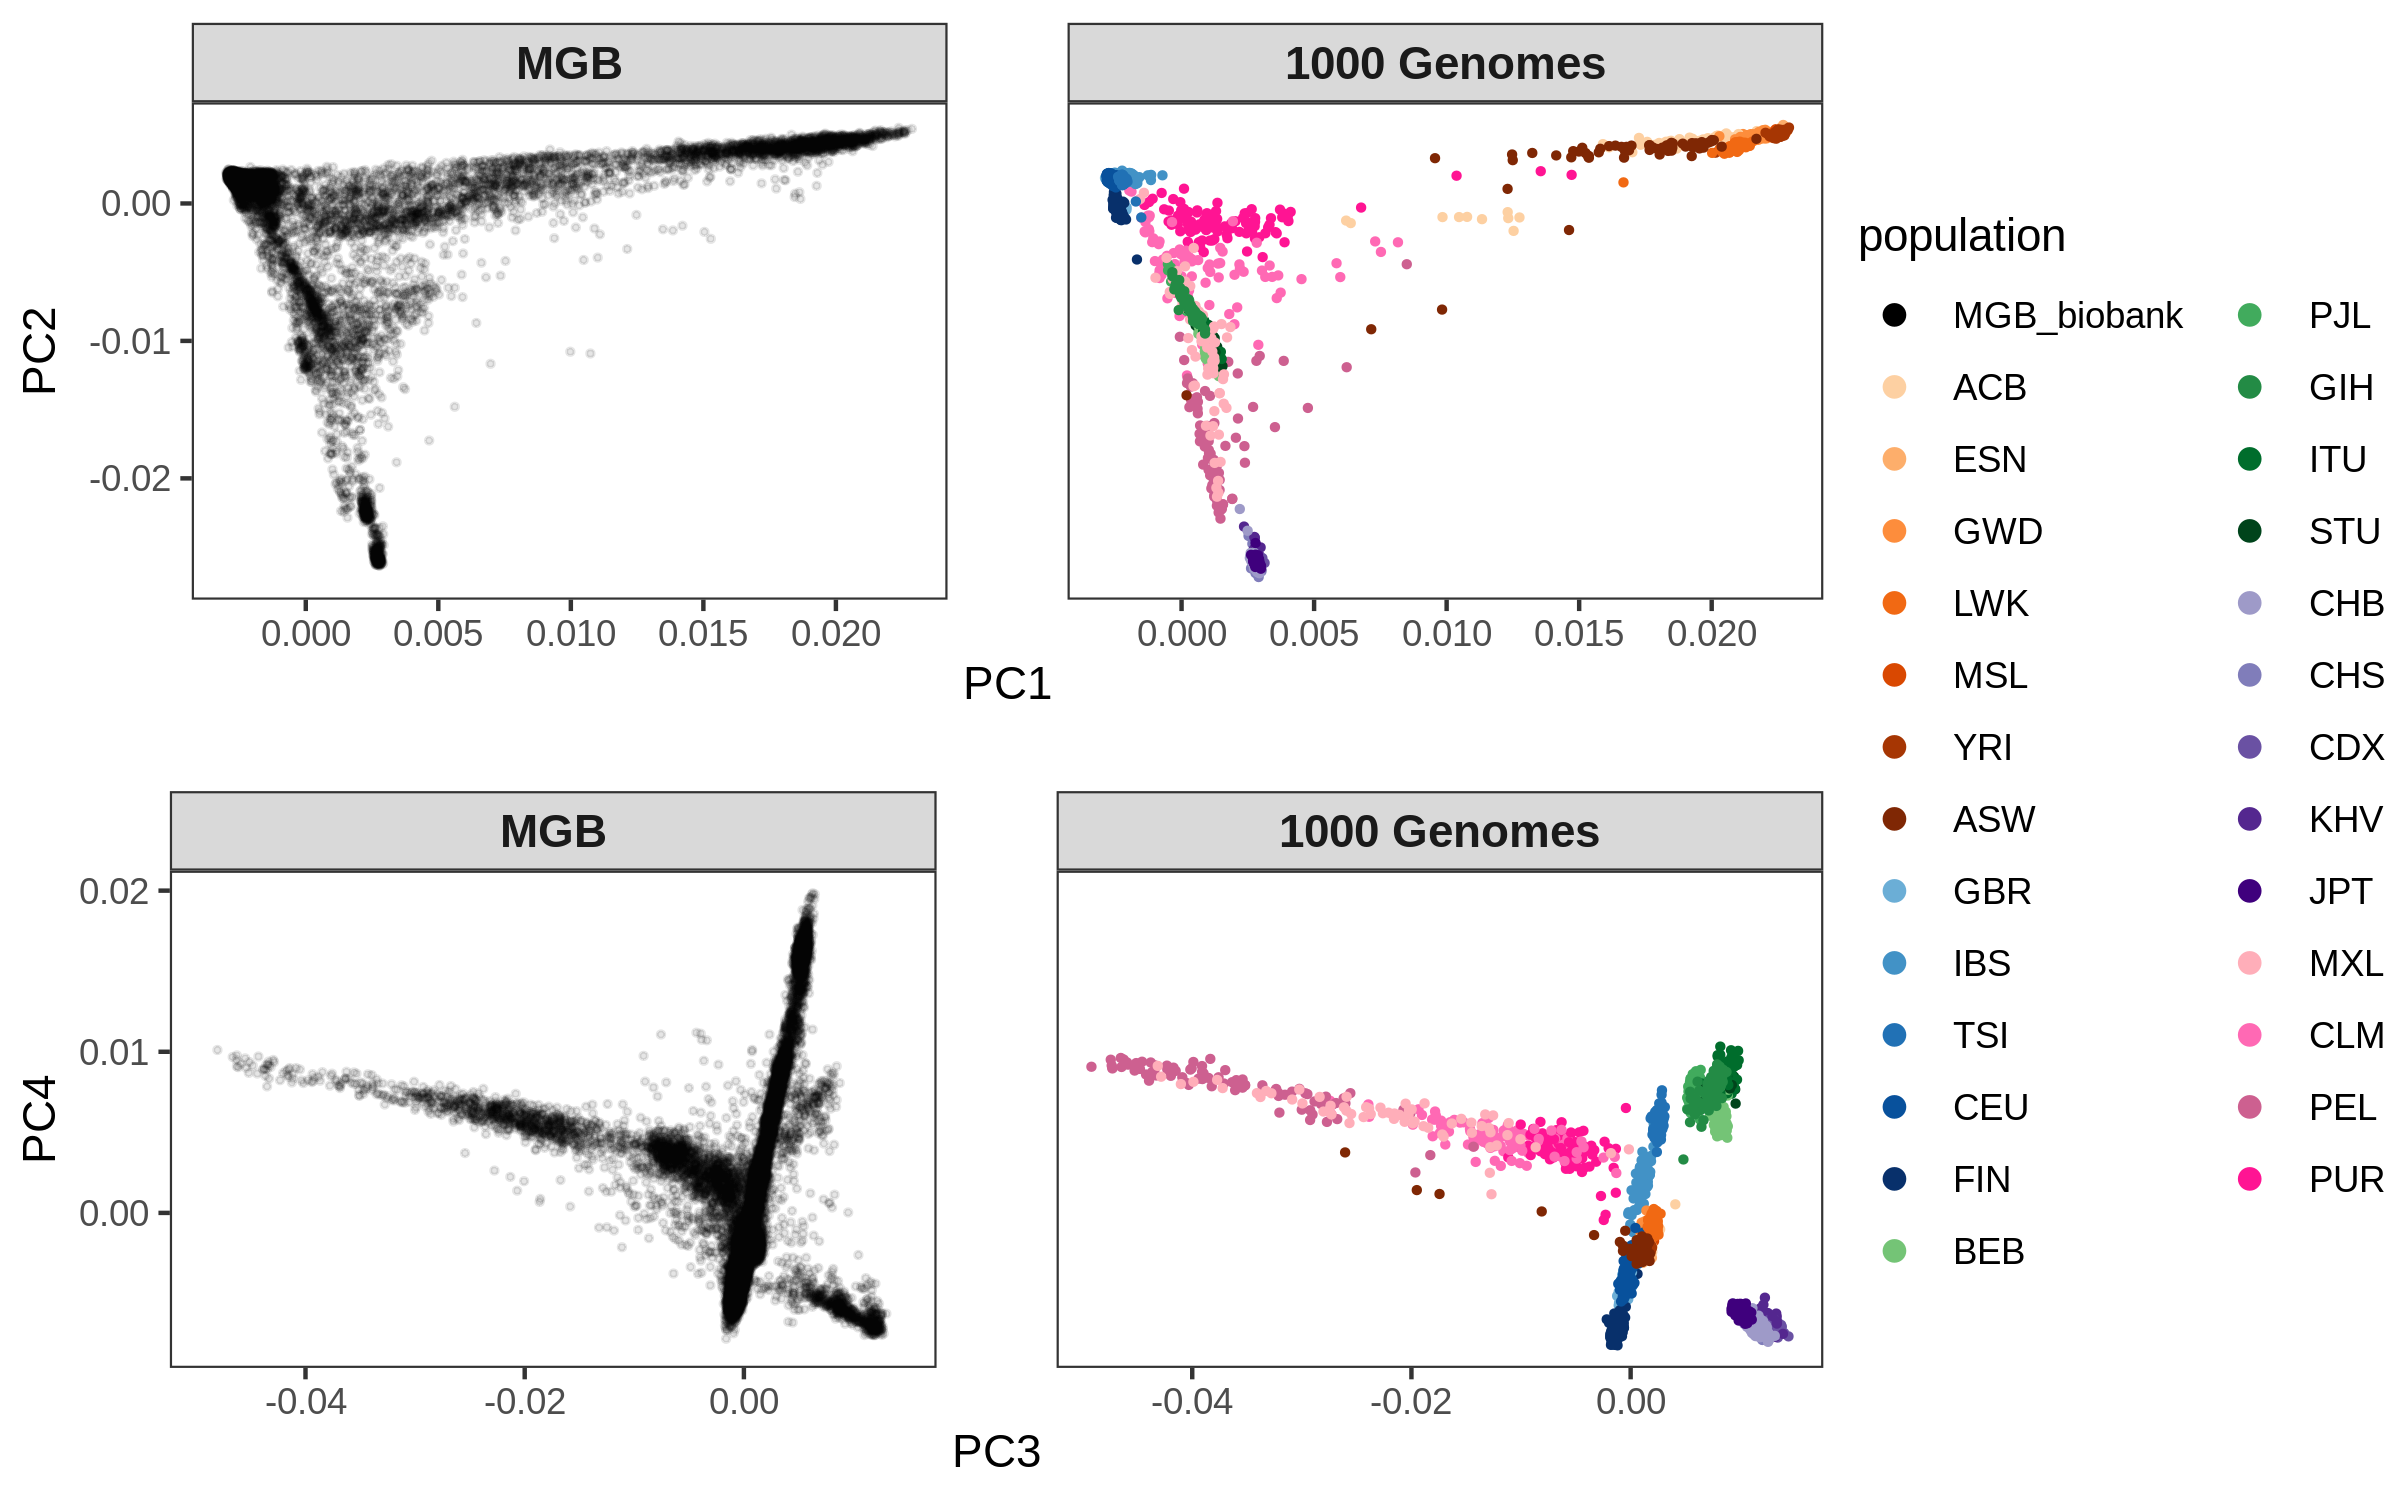 MGB
1000 Genomes
0.00
-0.01
-0.02
PC2
0.000 0.005 0.010 0.015 0.020
0.000 0.005 0.010 0.015 0.020
PC1
MGB
1000 Genomes
0.02
0.01
0.00
PC4
-0.04 -0.02 0.00
-0.04 -0.02 0.00
PC3
population
MGB_biobank
ACB
ESN
GWD
LWK
MSL
YRI
ASW
GBR
IBS
TSI
CEU
FIN
BEB
PJL
GIH
ITU
STU
CHB
CHS
CDX
KHV
JPT
MXL
CLM
PEL
PUR